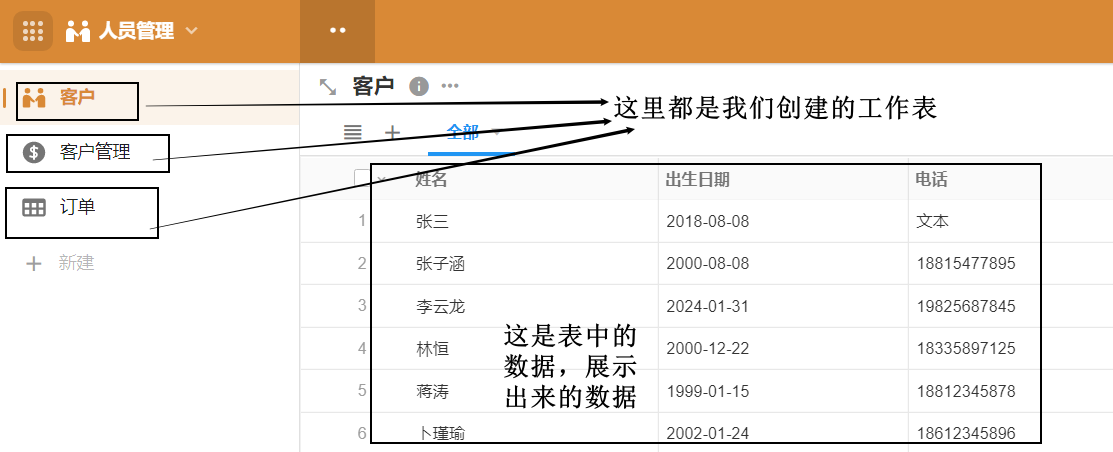 人员管理
客户
客户管理
订单
新建
客户
全部
这里都是我们创建的工作表
姓名 出生日期 电话
1 张三 2018-08-08 文本
2 张子涵 2000-08-08 18815477895
3 李云龙 2024-01-31 19825687845
4 林恒 2000-12-22 18335897125
5 蒋涛 1999-01-15 18812345878
6 卜瑾瑜 2002-01-24 18612345896
这是表中的
数据，展示
出来的数据